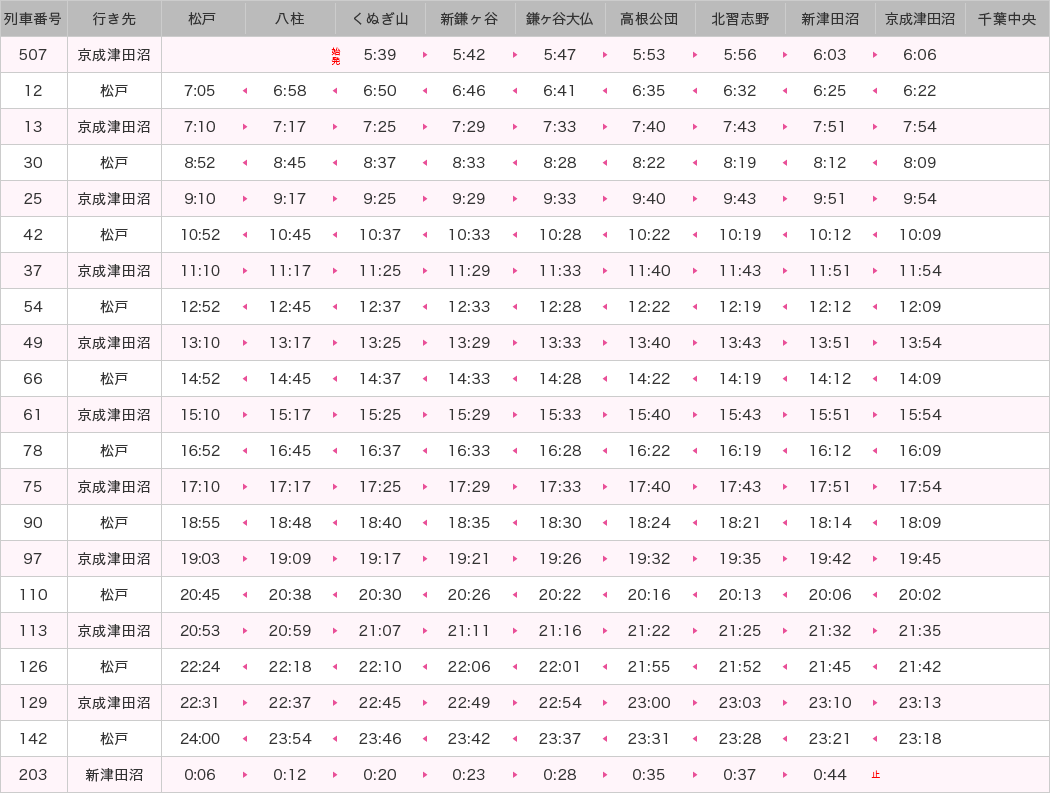 列車番号 行き先 松戸 八柱 くぬぎ山 新鎌ヶ谷 鎌ヶ谷大仏 高根公団 北習志野 新津田沼 京成津田沼 千葉中央
507 京成津田沼 始発 5:39 5:42 5:47 5:53 5:56 6:03 6:06
12 松戸 7:05 6:58 6:50 6:46 6:41 6:35 6:32 6:25 6:22
13 京成津田沼 7:10 7:17 7:25 7:29 7:33 7:40 7:43 7:51 7:54
30 松戸 8:52 8:45 8:37 8:33 8:28 8:22 8:19 8:12 8:09
25 京成津田沼 9:10 9:17 9:25 9:29 9:33 9:40 9:43 9:51 9:54
42 松戸 10:52 10:45 10:37 10:33 10:28 10:22 10:19 10:12 10:09
37 京成津田沼 11:10 11:17 11:25 11:29 11:33 11:40 11:43 11:51 11:54
54 松戸 12:52 12:45 12:37 12:33 12:28 12:22 12:19 12:12 12:09
49 京成津田沼 13:10 13:17 13:25 13:29 13:33 13:40 13:43 13:51 13:54
66 松戸 14:52 14:45 14:37 14:33 14:28 14:22 14:19 14:12 14:09
61 京成津田沼 15:10 15:17 15:25 15:29 15:33 15:40 15:43 15:51 15:54
78 松戸 16:52 16:45 16:37 16:33 16:28 16:22 16:19 16:12 16:09
75 京成津田沼 17:10 17:17 17:25 17:29 17:33 17:40 17:43 17:51 17:54
90 松戸 18:55 18:48 18:40 18:35 18:30 18:24 18:21 18:14 18:09
97 京成津田沼 19:03 19:09 19:17 19:21 19:26 19:32 19:35 19:42 19:45
110 松戸 20:45 20:38 20:30 20:26 20:22 20:16 20:13 20:06 20:02
113 京成津田沼 20:53 20:59 21:07 21:11 21:16 21:22 21:25 21:32 21:35
126 松戸 22:24 22:18 22:10 22:06 22:01 21:55 21:52 21:45 21:42
129 京成津田沼 22:31 22:37 22:45 22:49 22:54 23:00 23:03 23:10 23:13
142 松戸 24:00 23:54 23:46 23:42 23:37 23:31 23:28 23:21 23:18
203 新津田沼 0:06 0:12 0:20 0:23 0:28 0:35 0:37 0:44 止